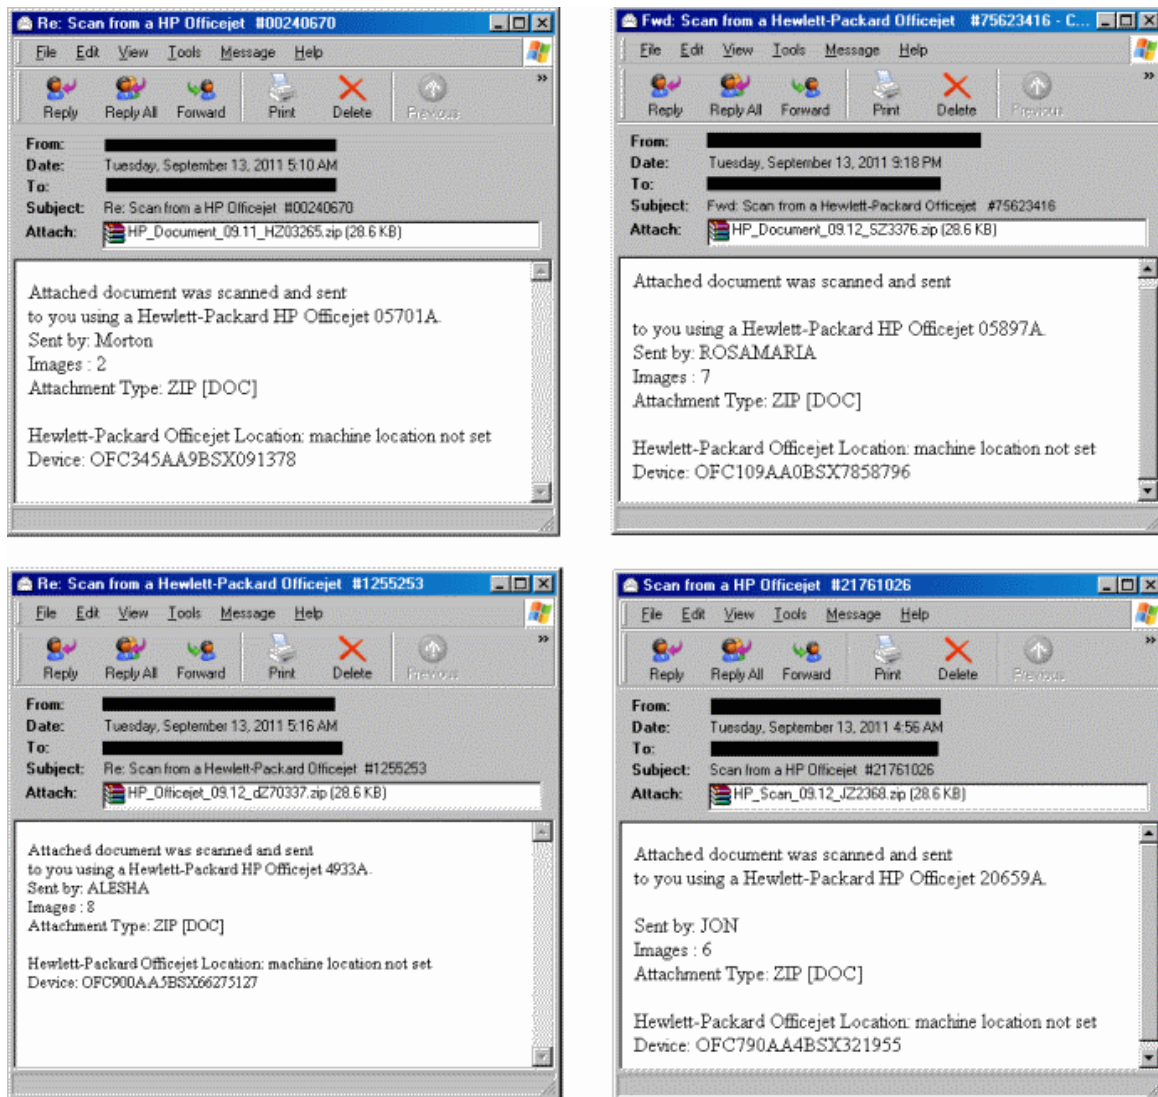 Re: Scan from a HP Officejet #00240670
File Edit View Tools Message Help
Reply Reply All Forward Print Delete Previous
From:
Date: Tuesday, September 13, 2011 5:10 AM
To:
Subject: Re: Scan from a HP Officejet #00240670
Attach: HP_Document_09.11_HZ03265.zip (28.6 KB)
Attached document was scanned and sent
to you using a Hewlett-Packard HP Officejet 05701A.
Sent by: Morton
Images : 2
Attachment Type: ZIP [DOC]
Hewlett-Packard Officejet Location: machine location not set
Device: OFC345AA9BSX091378
Fwd: Scan from a Hewlett-Packard Officejet #75623416 - C...
File Edit View Tools Message Help
Reply Reply All Forward Print Delete Previous
From:
Date: Tuesday, September 13, 2011 9:18 PM
To:
Subject: Fwd: Scan from a Hewlett-Packard Officejet #75623416
Attach: HP_Document_09.12_SZ3376.zip (28.6 KB)
Attached document was scanned and sent
to you using a Hewlett-Packard HP Officejet 05897A.
Sent by: ROSAMARIA
Images : 7
Attachment Type: ZIP [DOC]
Hewlett-Packard Officejet Location: machine location not set
Device: OFC109AA0BSX7858796
Re: Scan from a Hewlett-Packard Officejet #1255253
File Edit View Tools Message Help
Reply Reply All Forward Print Delete Previous
From:
Date: Tuesday, September 13, 2011 5:16 AM
To:
Subject: Re: Scan from a Hewlett-Packard Officejet #1255253
Attach: HP_Officejet_09.12_dZ70337.zip (28.6 KB)
Attached document was scanned and sent
to you using a Hewlett-Packard HP Officejet 4933A.
Sent by: ALESHA
Images : 8
Attachment Type: ZIP [DOC]
Hewlett-Packard Officejet Location: machine location not set
Device: OFC900AA5BSX66275127
Scan from a HP Officejet #21761026
File Edit View Tools Message Help
Reply Reply All Forward Print Delete Previous
From:
Date: Tuesday, September 13, 2011 4:56 AM
To:
Subject: Scan from a HP Officejet #21761026
Attach: HP_Scan_09.12_JZ2368.zip (28.6 KB)
Attached document was scanned and sent
to you using a Hewlett-Packard HP Officejet 20659A.
Sent by: JON
Images : 6
Attachment Type: ZIP [DOC]
Hewlett-Packard Officejet Location: machine location not set
Device: OFC790AA4BSX321955